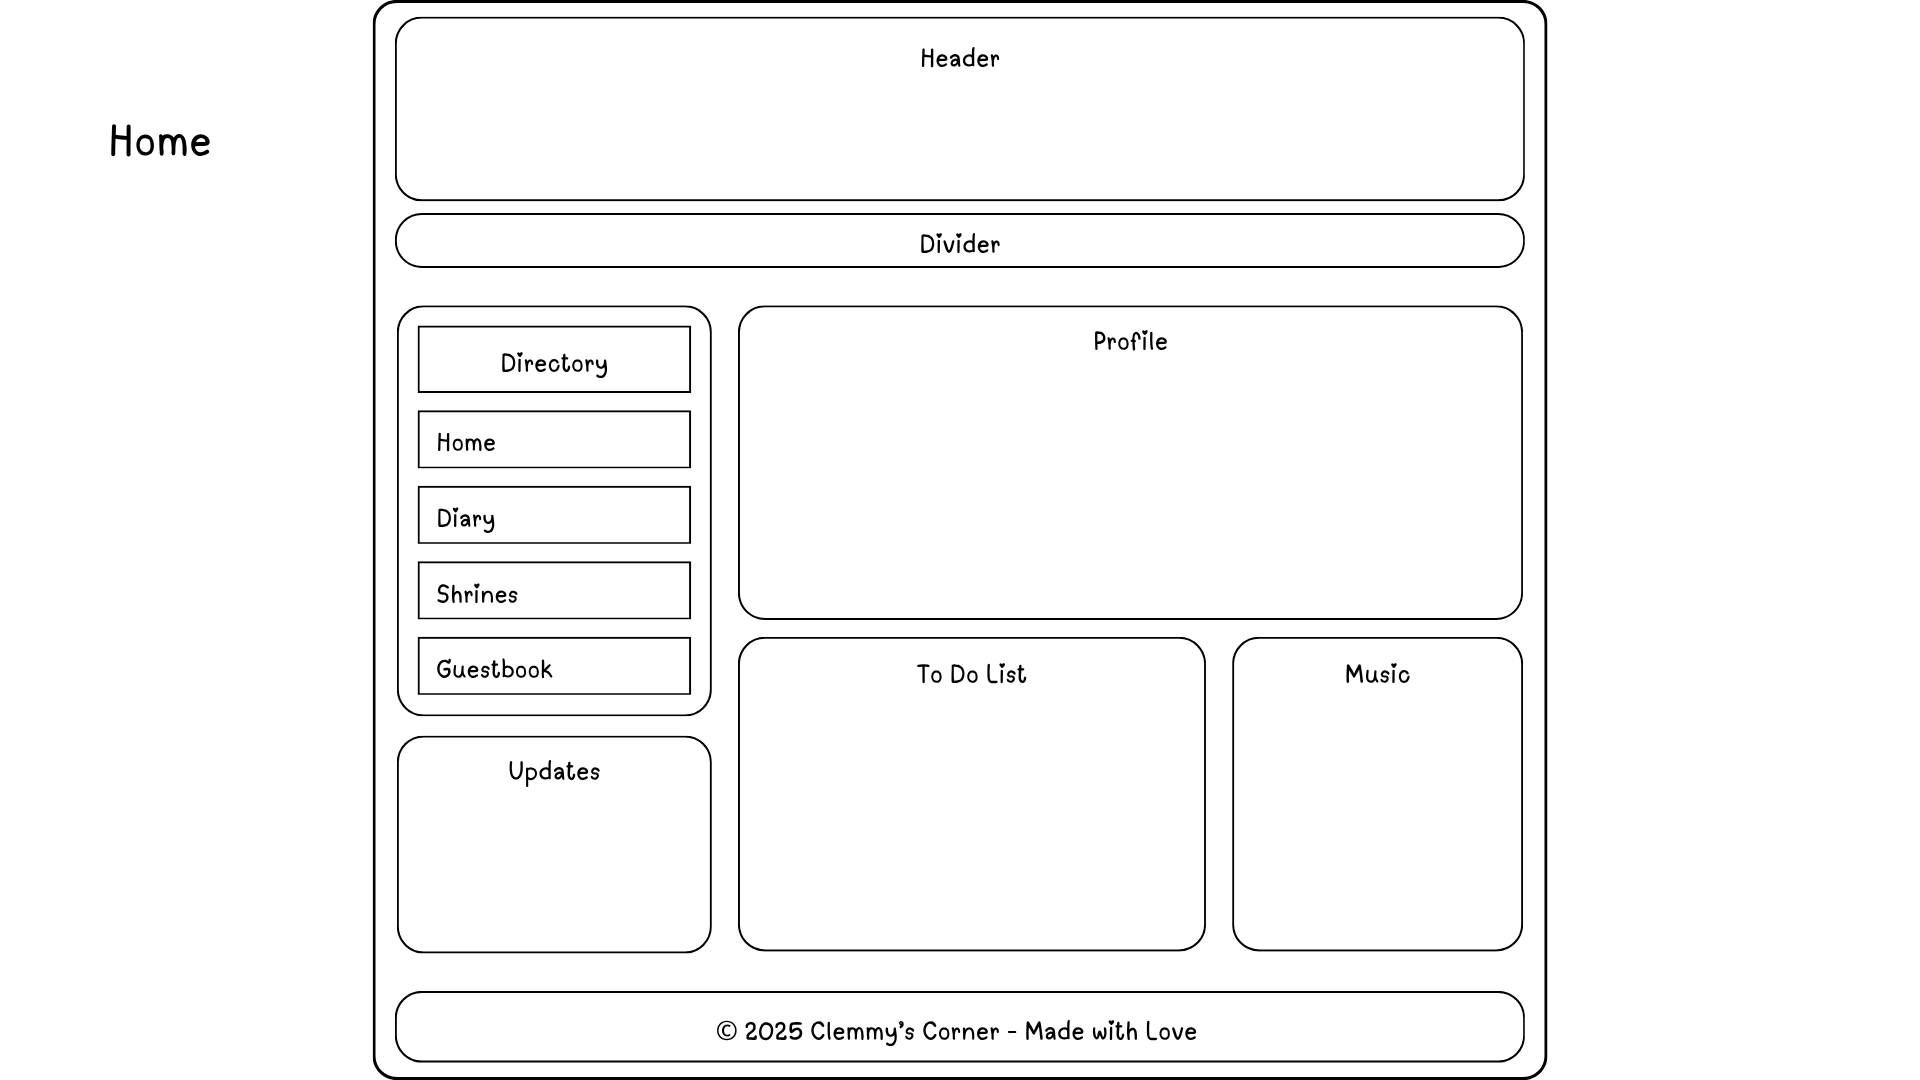 Home
Header
Divider
Directory
Home
Diary
Shrines
Guestbook
Updates
Profile
To Do List
Music
© 2025 Clemmy's Corner - Made with Love